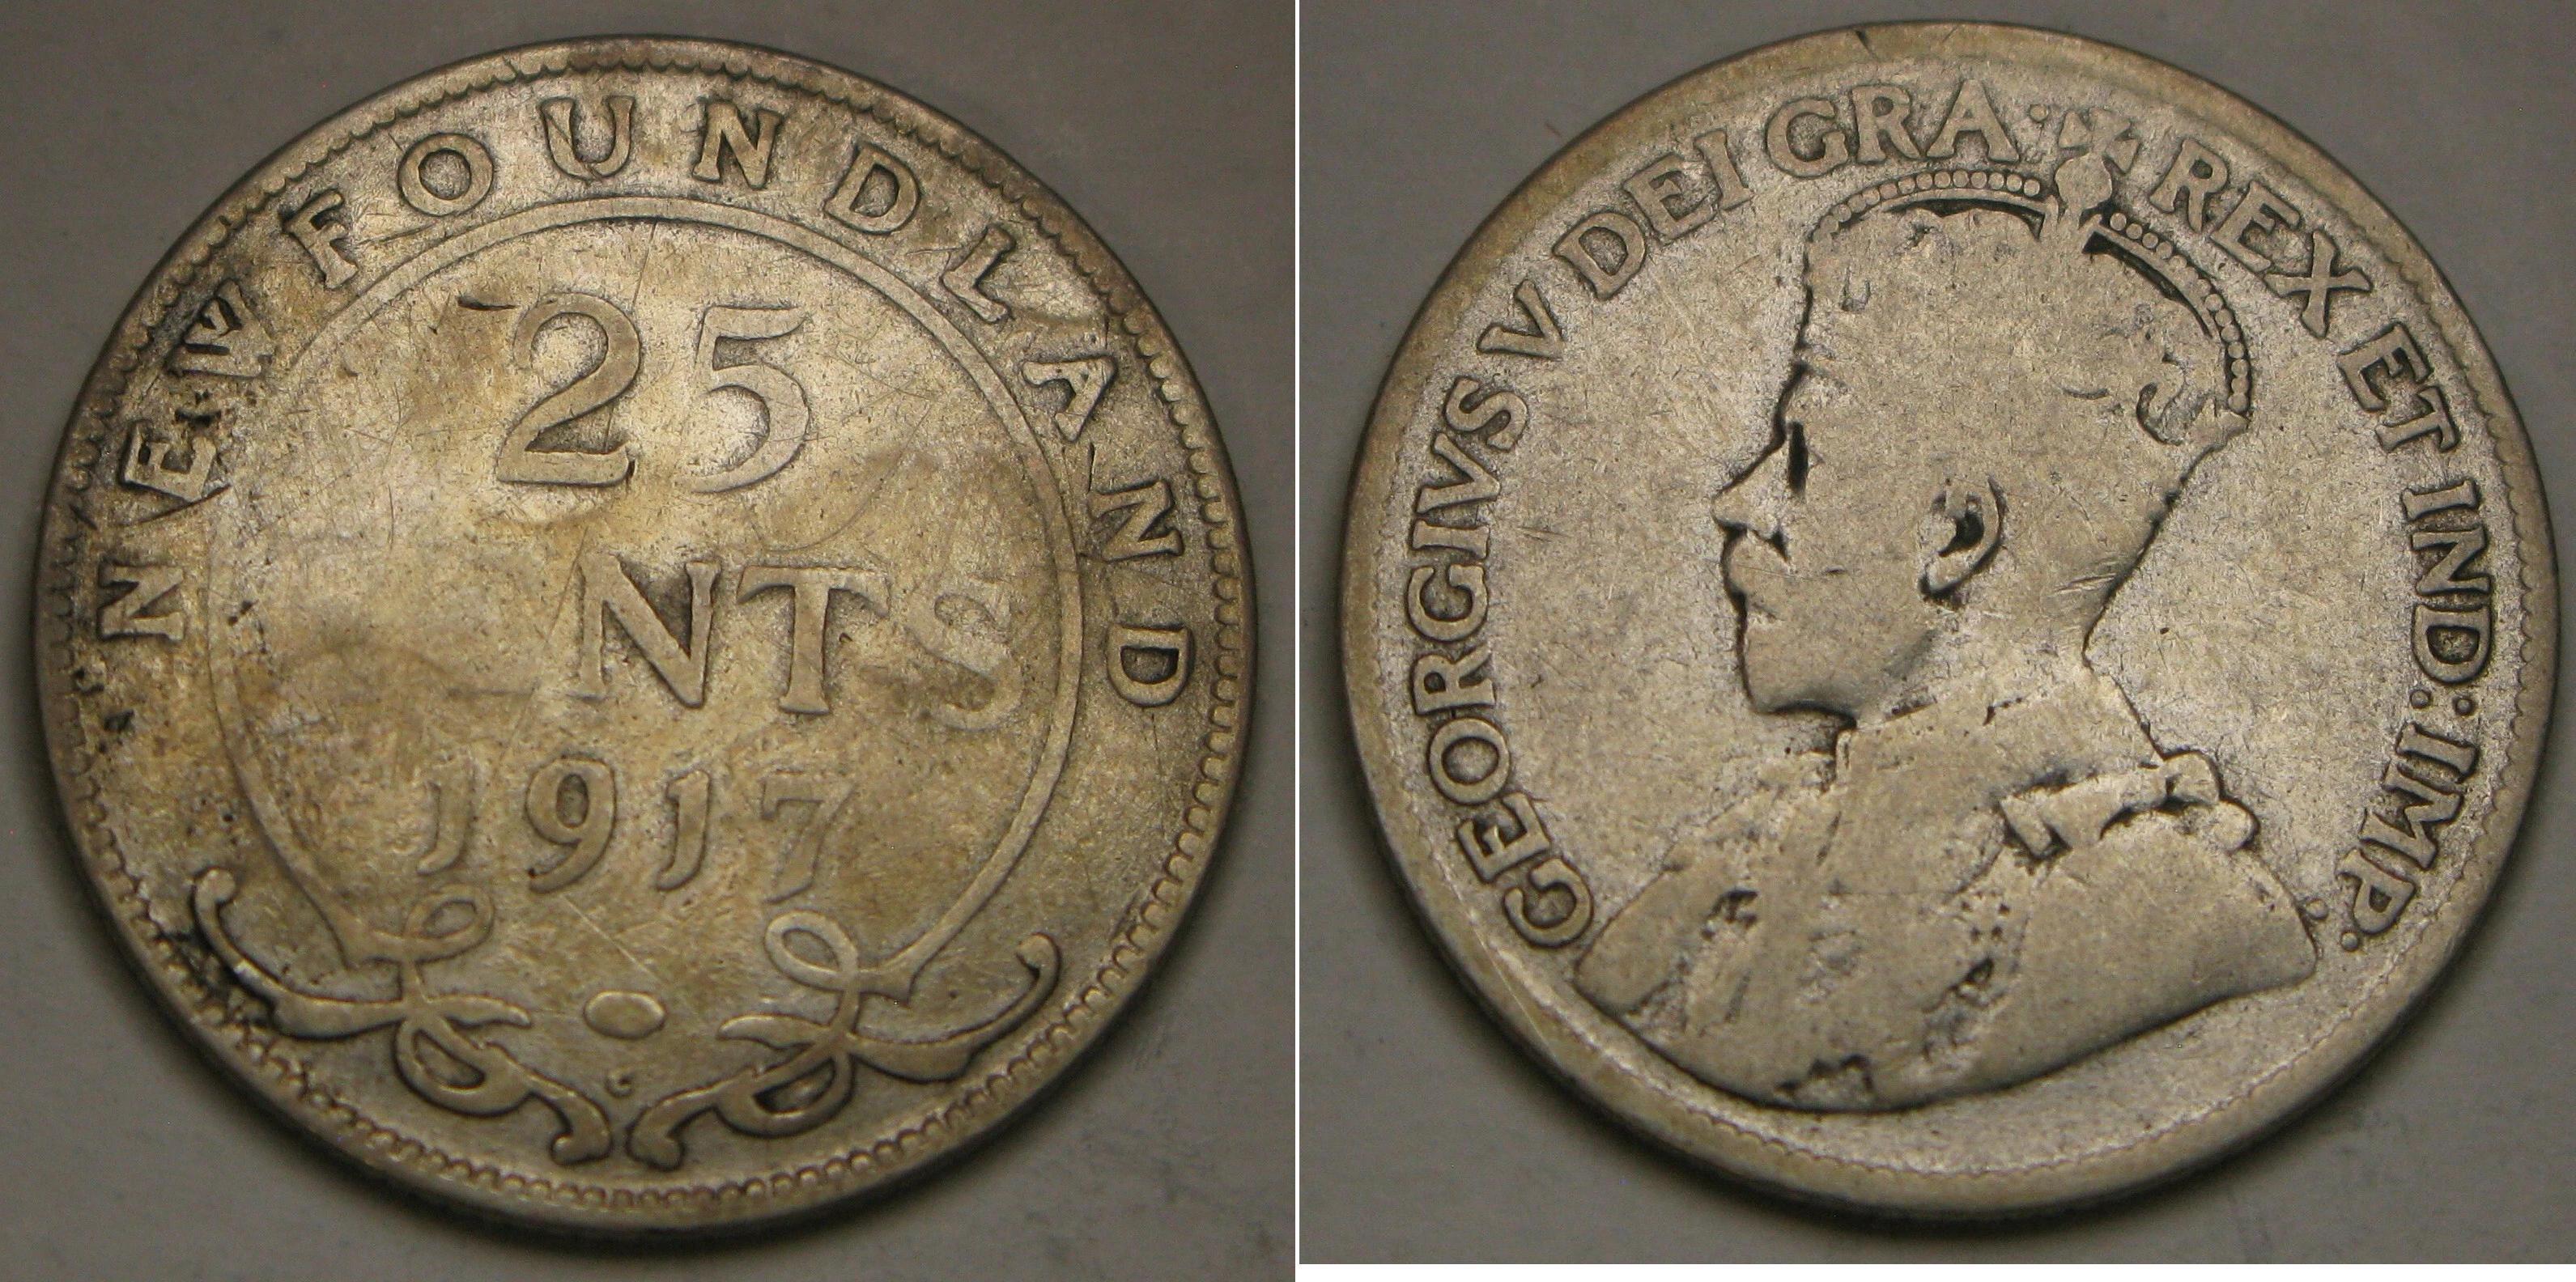 NEWFOUNDLAND
25
NTS
1917
C
GEORGIVS V DEI GRA: REX ET IND: IMP: